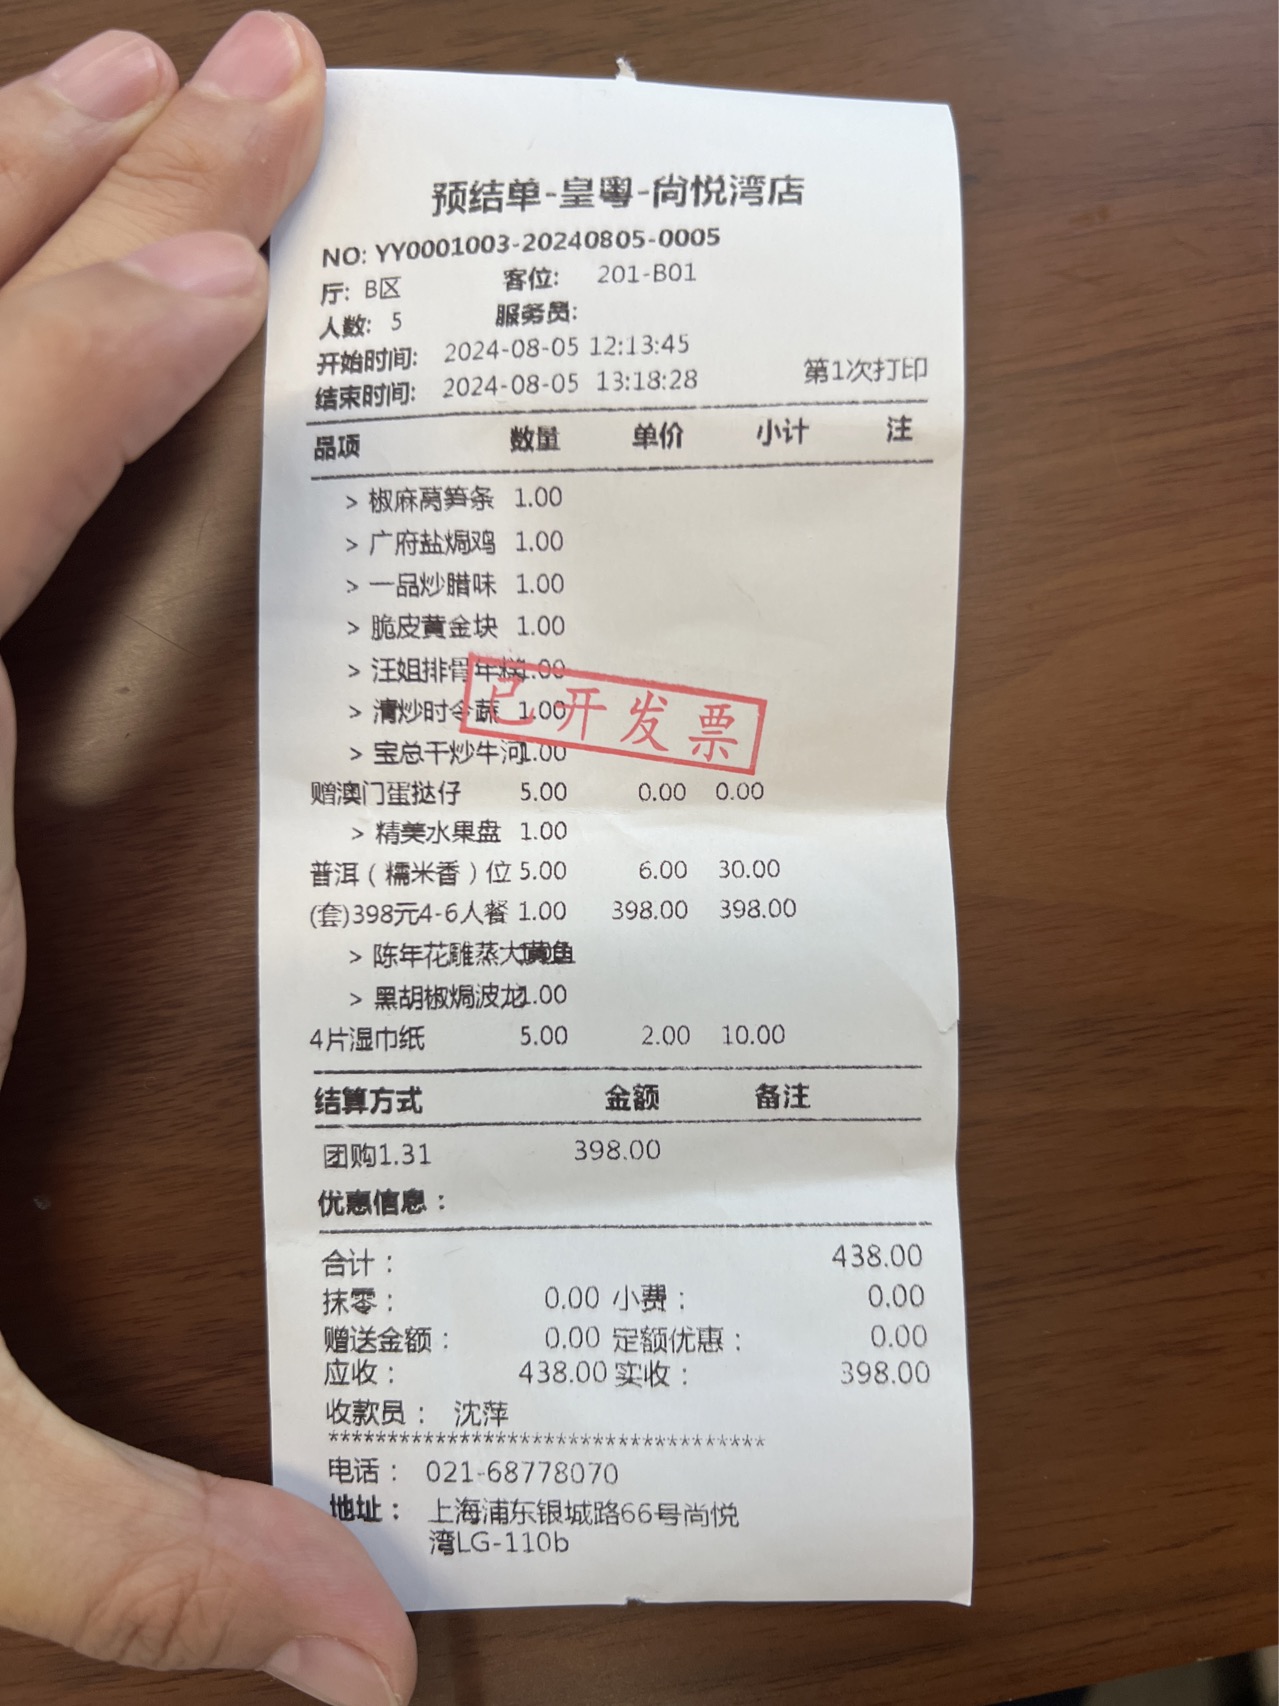 预结单-皇粤-尚悦湾店
NO: YY0001003-20240805-0005
厅: B区 客位: 201-B01
人数: 5 服务员:
开始时间: 2024-08-05 12:13:45
结束时间: 2024-08-05 13:18:28 第1次打印
品项 数量 单价 小计 注
> 椒麻莴笋条 1.00
> 广府盐焗鸡 1.00
> 一品炒腊味 1.00
> 脆皮黄金块 1.00
> 汪姐排骨年糕 1.00
> 清炒时令蔬 1.00
已开发票
> 宝总干炒牛河 1.00
赠澳门蛋挞仔 5.00 0.00 0.00
> 精美水果盘 1.00
普洱（糯米香）位 5.00 6.00 30.00
(套)398元4-6人餐 1.00 398.00 398.00
> 陈年花雕蒸大黄鱼
> 黑胡椒焗波龙 1.00
4片湿巾纸 5.00 2.00 10.00
结算方式 金额 备注
团购1.31 398.00
优惠信息：
合计： 438.00
抹零： 0.00 小费： 0.00
赠送金额： 0.00 定额优惠： 0.00
应收： 438.00 实收： 398.00
收款员： 沈萍
************************************
电话： 021-68778070
地址： 上海浦东银城路66号尚悦
湾LG-110b